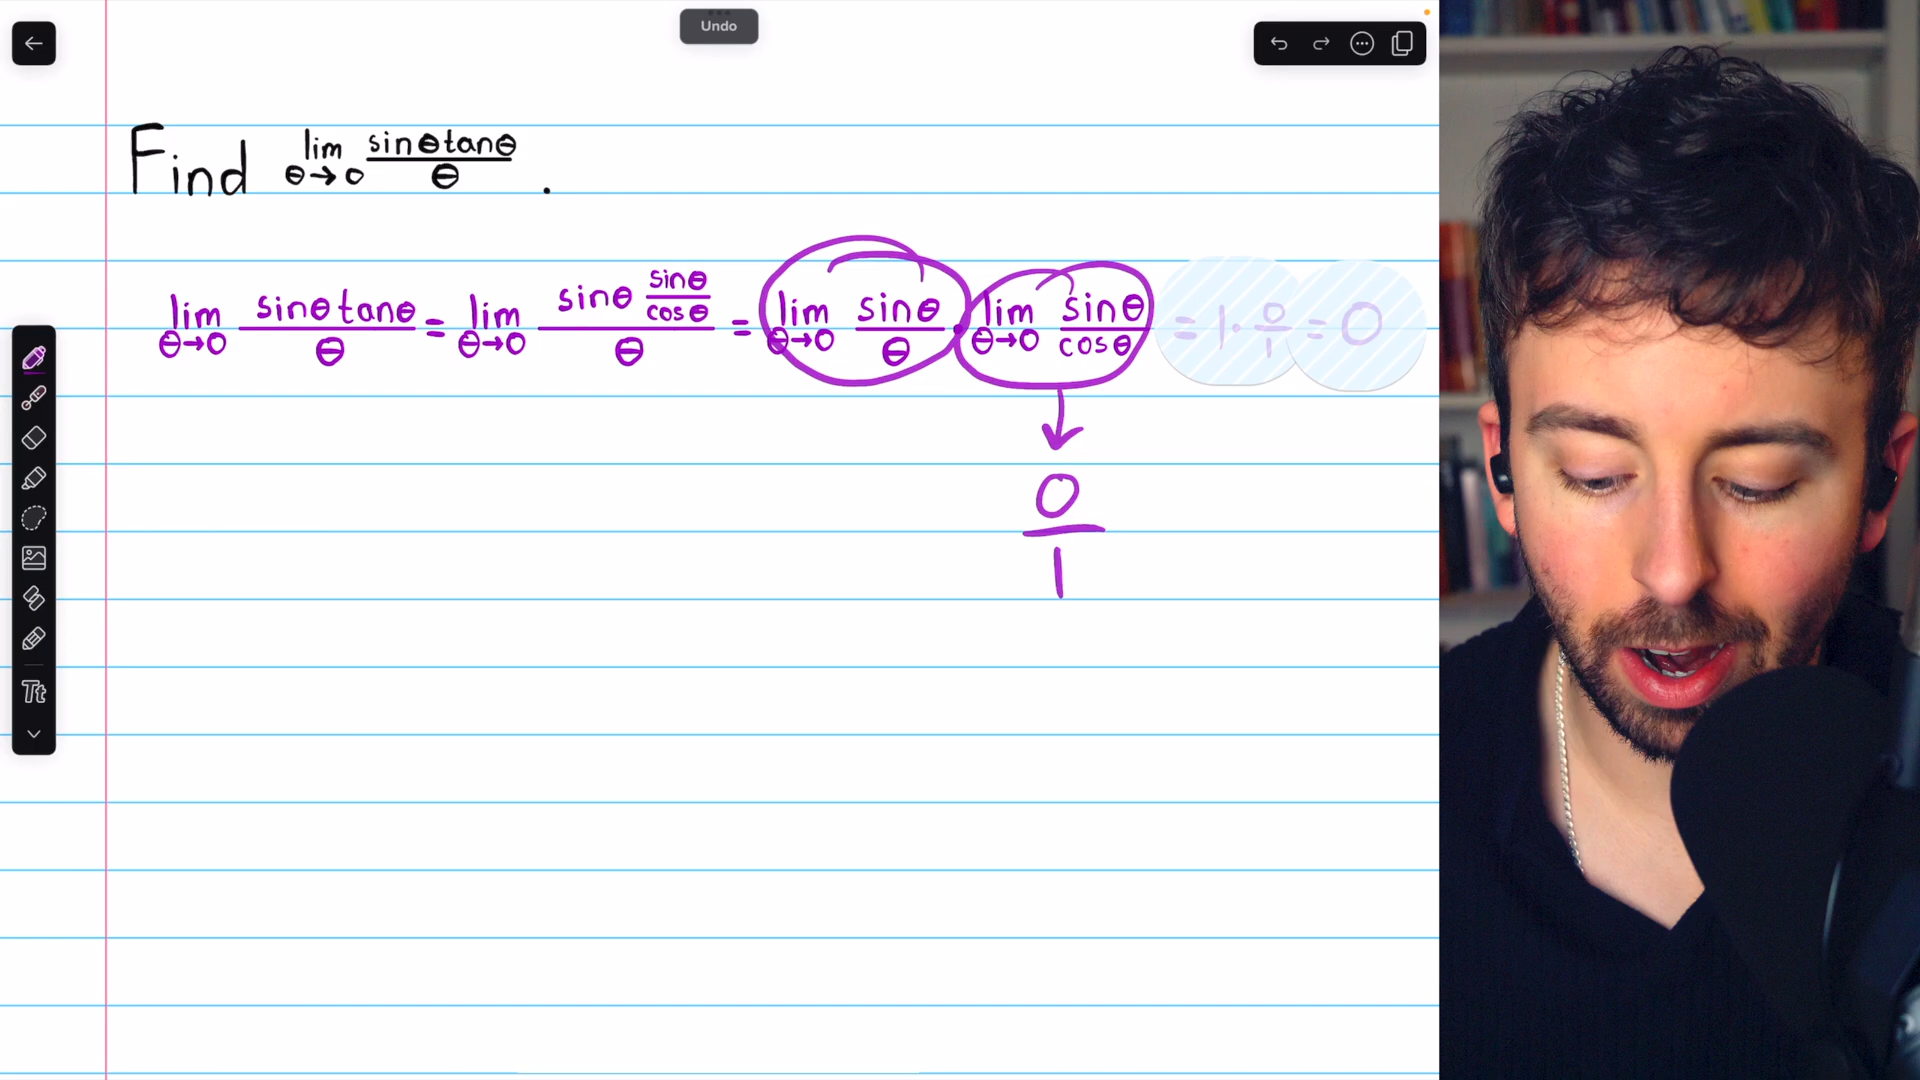 Undo
Find lim θ→0 sinθtanθ/θ .
lim θ→0 sinθtanθ/θ = lim θ→0 sinθ sinθ/cosθ/θ = lim θ→0 sinθ/θ · lim θ→0 sinθ/cosθ = 1·0/1 = 0
0
1
Tt